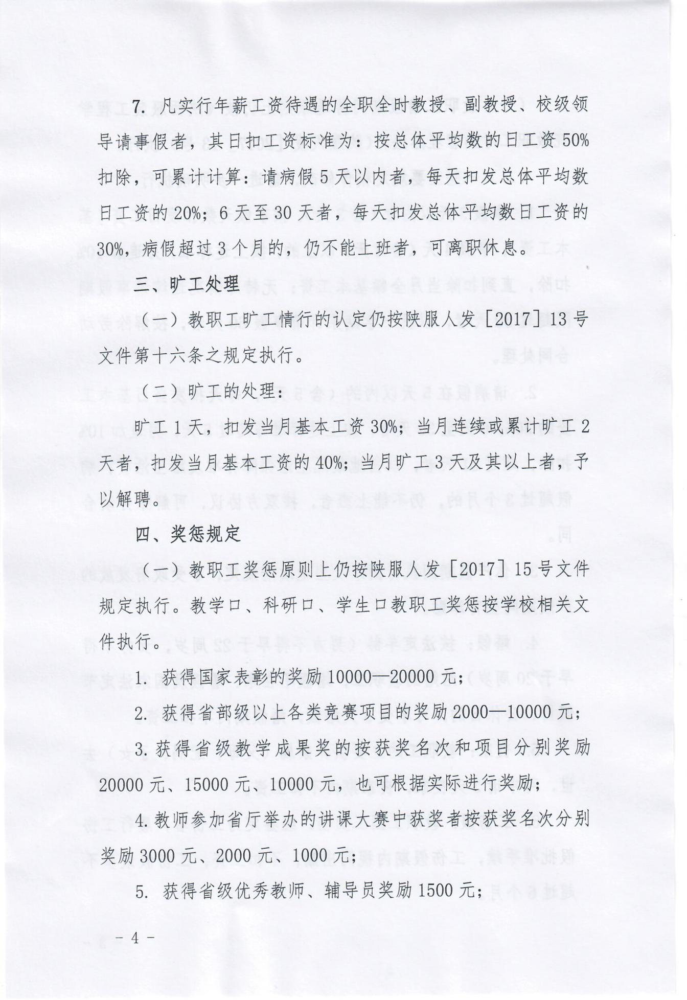 7. 凡实行年薪工资待遇的全职全时教授、副教授、校级领
导请事假者，其日扣工资标准为：按总体平均数的日工资50%
扣除，可累计计算：请病假5天以内者，每天扣发总体平均数
日工资的20%；6天至30天者，每天扣发总体平均数日工资的
30%，病假超过3个月的，仍不能上班者，可离职休息。
三、旷工处理
（一）教职工旷工情行的认定仍按陕服人发[2017]13号
文件第十六条之规定执行。
（二）旷工的处理：
旷工1天，扣发当月基本工资30%；当月连续或累计旷工2
天者，扣发当月基本工资的40%；当月旷工3天及其以上者，予
以解聘。
四、奖惩规定
（一）教职工奖惩原则上仍按陕服人发[2017]15号文件
规定执行。教学口、科研口、学生口教职工奖惩按学校相关文
件执行。
1. 获得国家表彰的奖励10000—20000元；
2. 获得省部级以上各类竞赛项目的奖励2000—10000元；
3. 获得省级教学成果奖的按获奖名次和项目分别奖励
20000元、15000元、10000元，也可根据实际进行奖励；
4. 教师参加省厅举办的讲课大赛中获奖者按获奖名次分别
奖励3000元、2000元、1000元；
5. 获得省级优秀教师、辅导员奖励1500元；
- 4 -